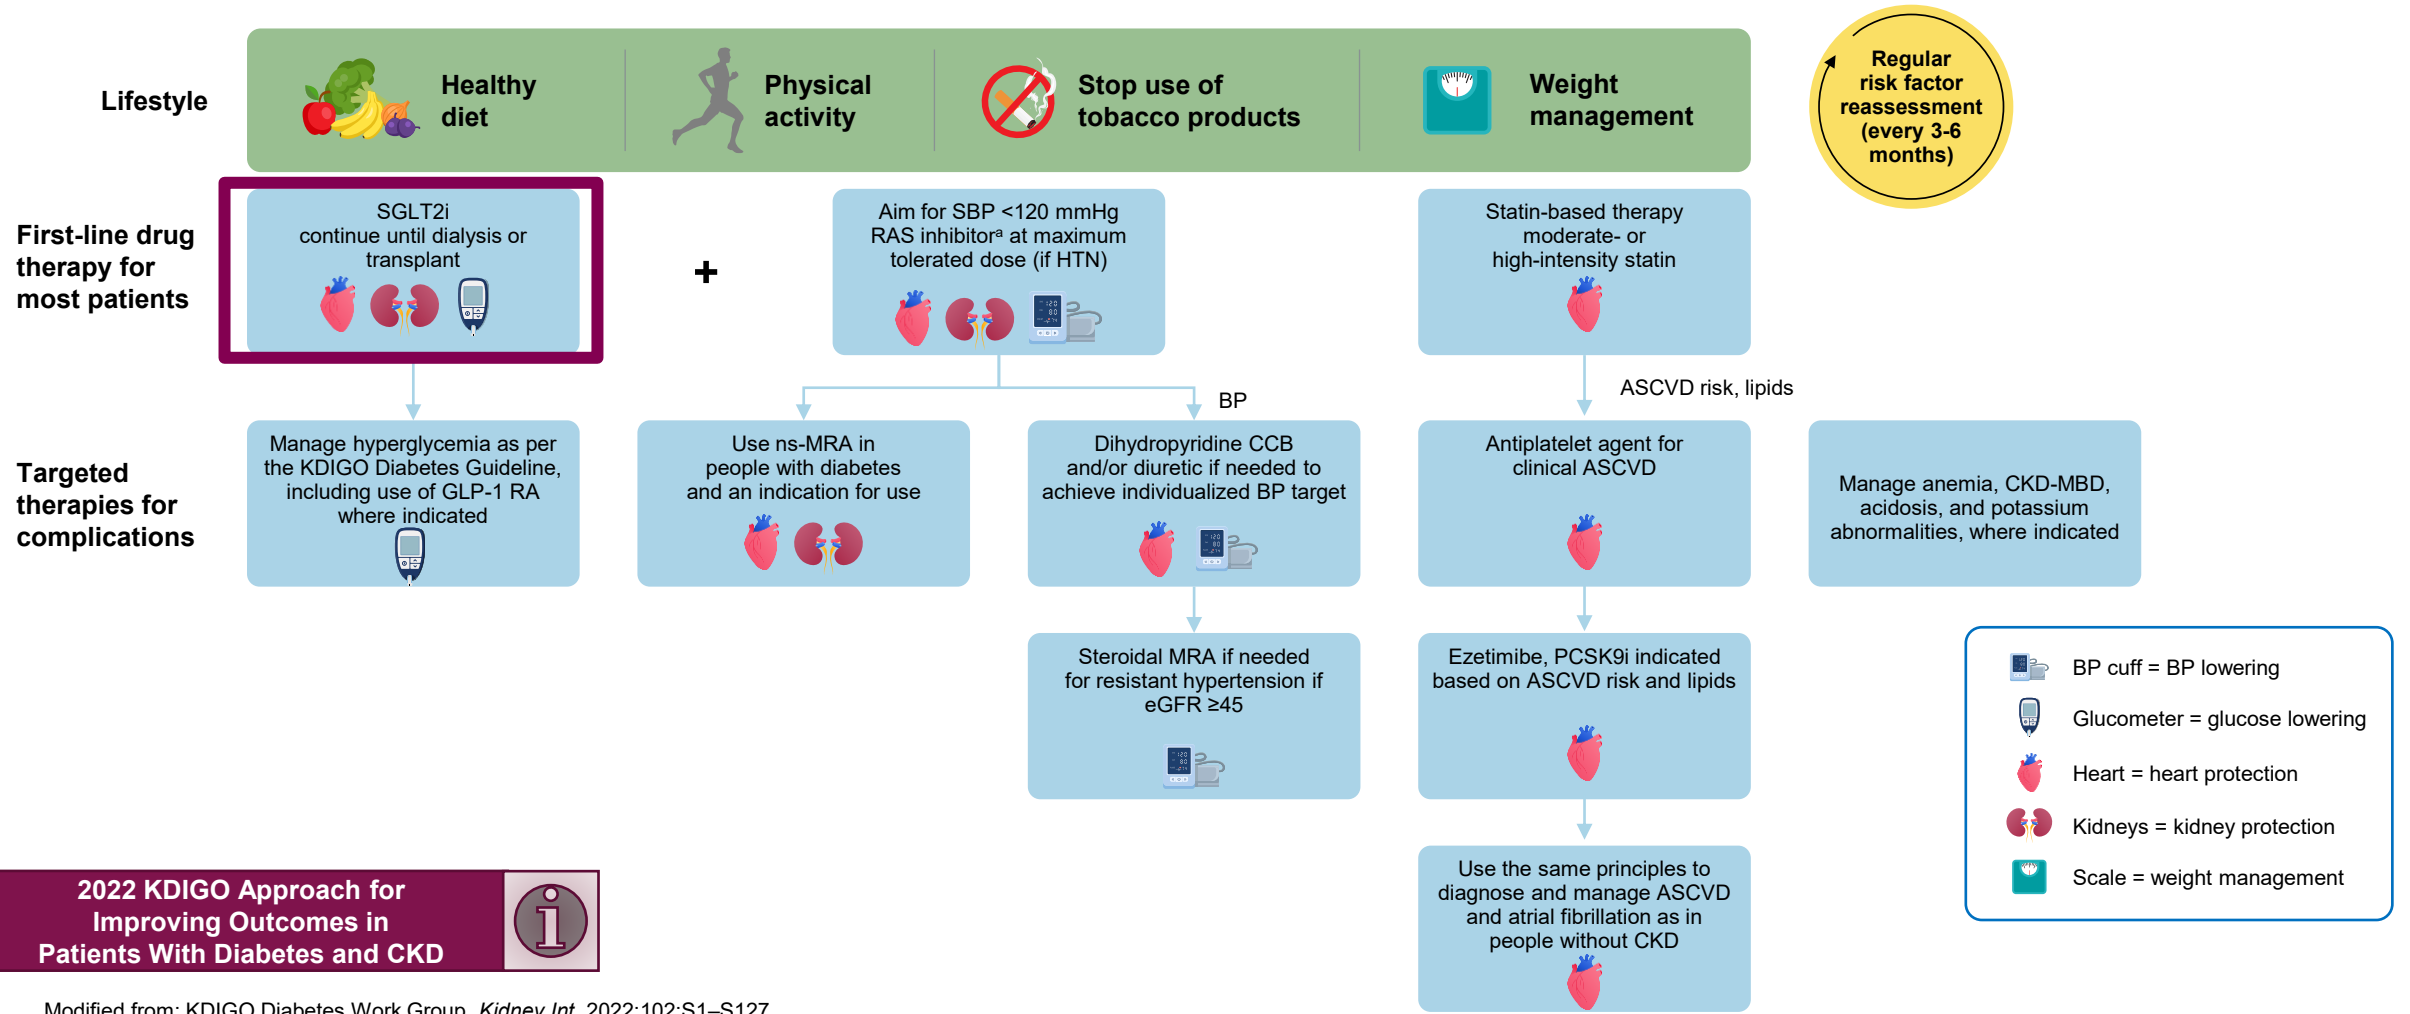 Lifestyle
Healthy
diet
Physical
activity
Stop use of
tobacco products
Weight
management
Regular
risk factor
reassessment
(every 3-6
months)
First-line drug
therapy for
most patients
SGLT2i
continue until dialysis or
transplant
+
Aim for SBP <120 mmHg
RAS inhibitorᵃ at maximum
tolerated dose (if HTN)
Statin-based therapy
moderate- or
high-intensity statin
BP
ASCVD risk, lipids
Targeted
therapies for
complications
Manage hyperglycemia as per
the KDIGO Diabetes Guideline,
including use of GLP-1 RA
where indicated
Use ns-MRA in
people with diabetes
and an indication for use
Dihydropyridine CCB
and/or diuretic if needed to
achieve individualized BP target
Antiplatelet agent for
clinical ASCVD
Manage anemia, CKD-MBD,
acidosis, and potassium
abnormalities, where indicated
Steroidal MRA if needed
for resistant hypertension if
eGFR ≥45
Ezetimibe, PCSK9i indicated
based on ASCVD risk and lipids
Use the same principles to
diagnose and manage ASCVD
and atrial fibrillation as in
people without CKD
BP cuff = BP lowering
Glucometer = glucose lowering
Heart = heart protection
Kidneys = kidney protection
Scale = weight management
2022 KDIGO Approach for
Improving Outcomes in
Patients With Diabetes and CKD
i
Modified from: KDIGO Diabetes Work Group. Kidney Int. 2022;102:S1–S127.